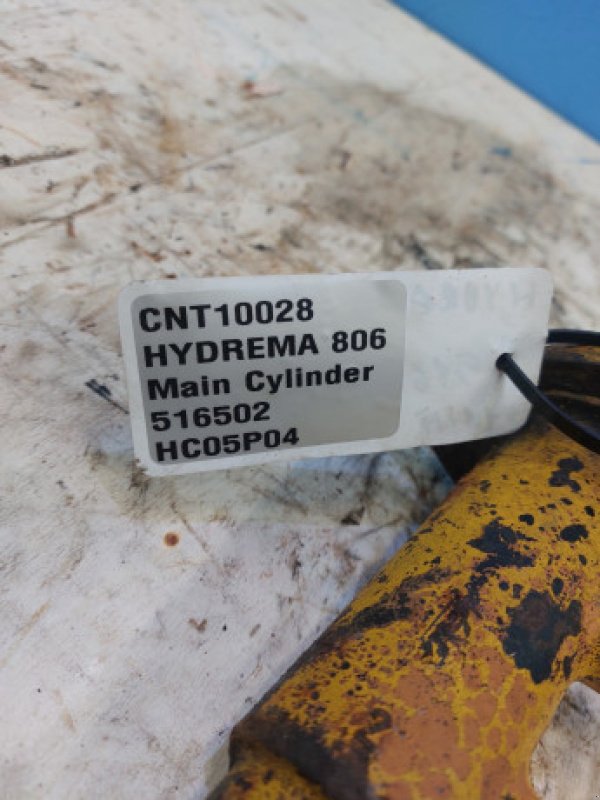 CNT10028
HYDREMA 806
Main Cylinder
516502
HC05P04